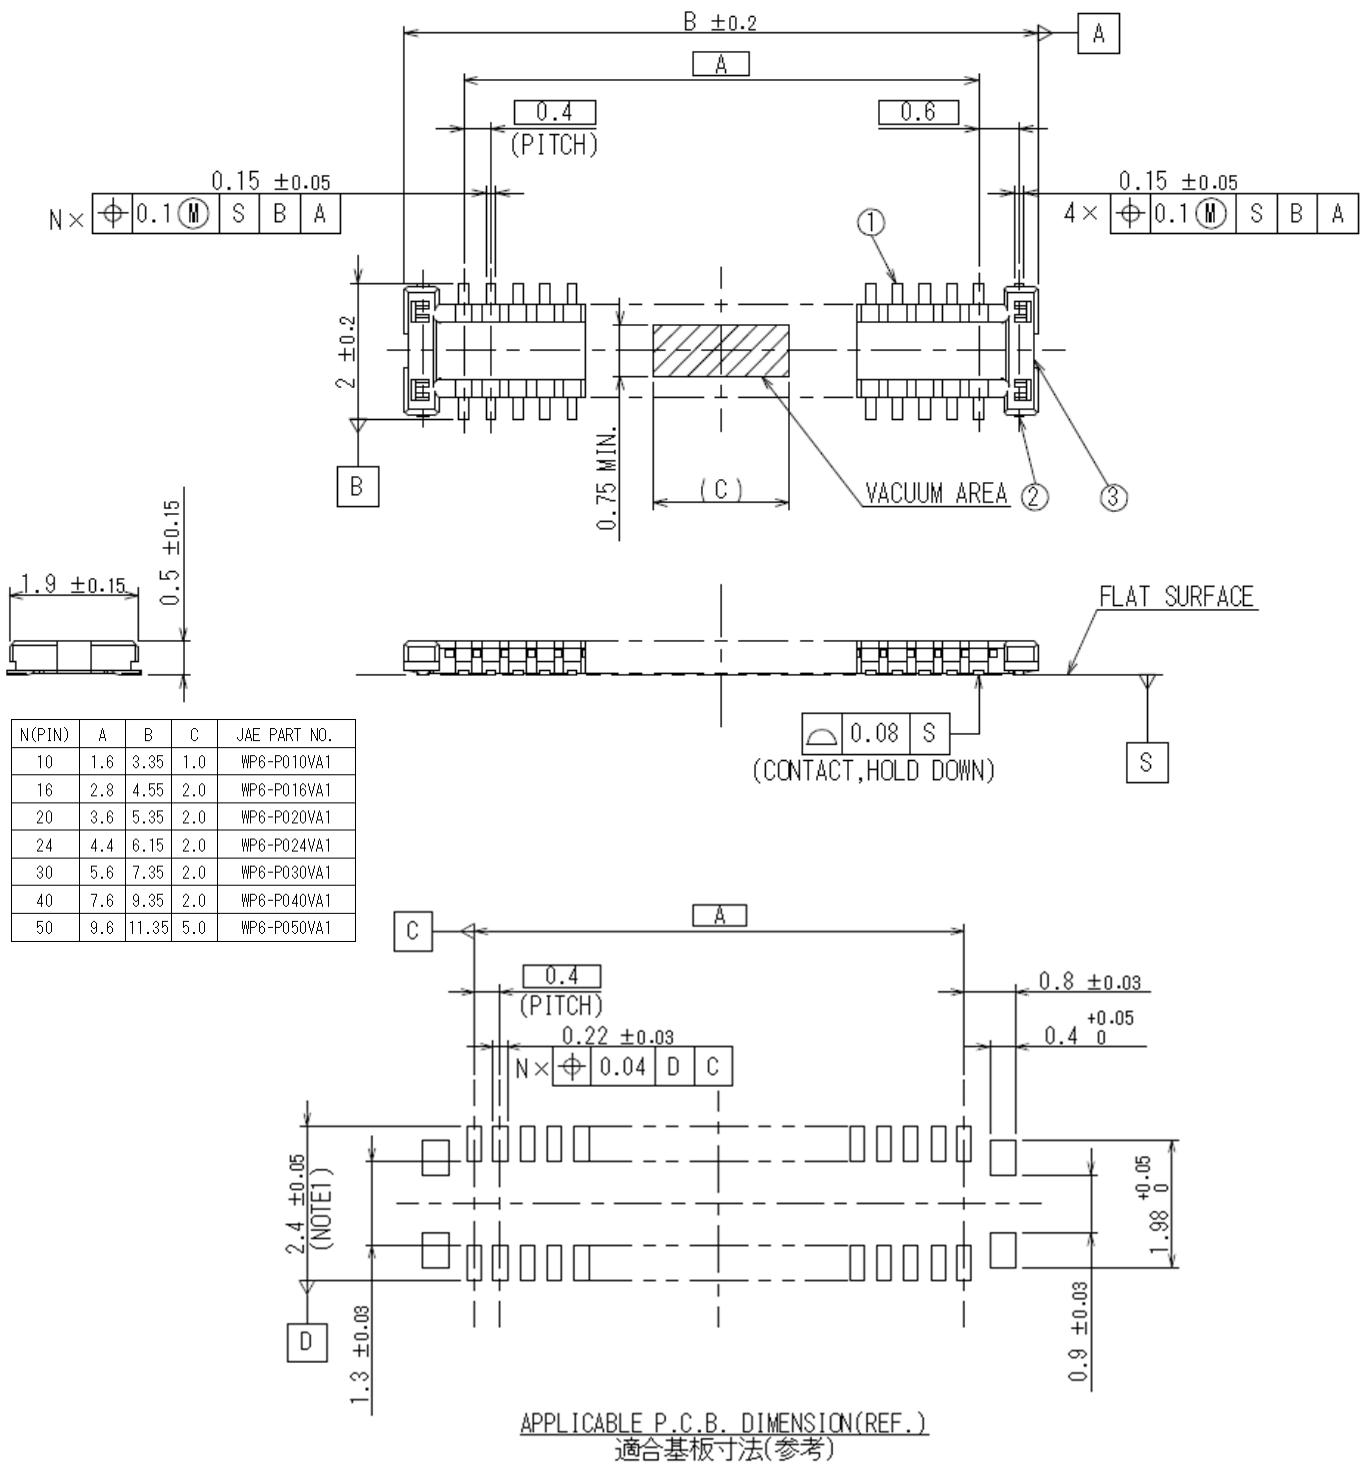 B ±0.2
A
A
0.4
(PITCH)
0.6
0.15 ±0.05
N× 0.1 Ⓜ S B A
0.15 ±0.05
4× 0.1 Ⓜ S B A
①
2 ±0.2
B
0.75 MIN.
(C)
VACUUM AREA
②
③
1.9 ±0.15
0.5 ±0.15
FLAT SURFACE
0.08 S
(CONTACT,HOLD DOWN)
S
N(PIN) A B C JAE PART NO.
10 1.6 3.35 1.0 WP6-P010VA1
16 2.8 4.55 2.0 WP6-P016VA1
20 3.6 5.35 2.0 WP6-P020VA1
24 4.4 6.15 2.0 WP6-P024VA1
30 5.6 7.35 2.0 WP6-P030VA1
40 7.6 9.35 2.0 WP6-P040VA1
50 9.6 11.35 5.0 WP6-P050VA1
C
A
0.4
(PITCH)
0.8 ±0.03
0.22 ±0.03
N× 0.04 D C
0.4 +0.05 0
2.4 ±0.05
(NOTE1)
D
1.3 ±0.03
1.98 +0.05 0
0.9 ±0.03
APPLICABLE P.C.B. DIMENSION(REF.)
適合基板寸法(参考)